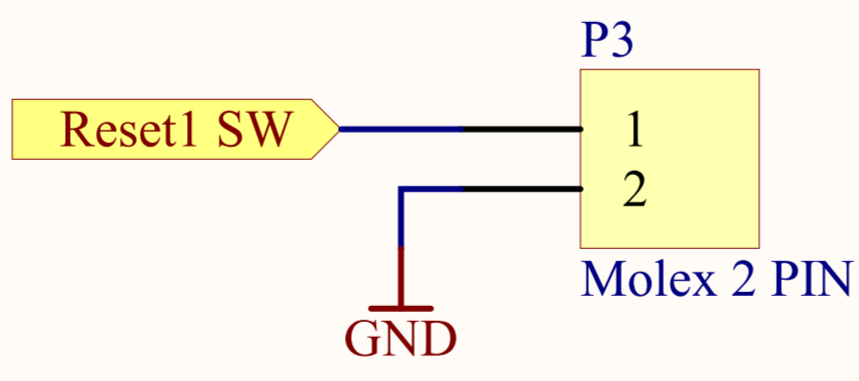 P3
Reset1 SW
1
2
Molex 2 PIN
GND